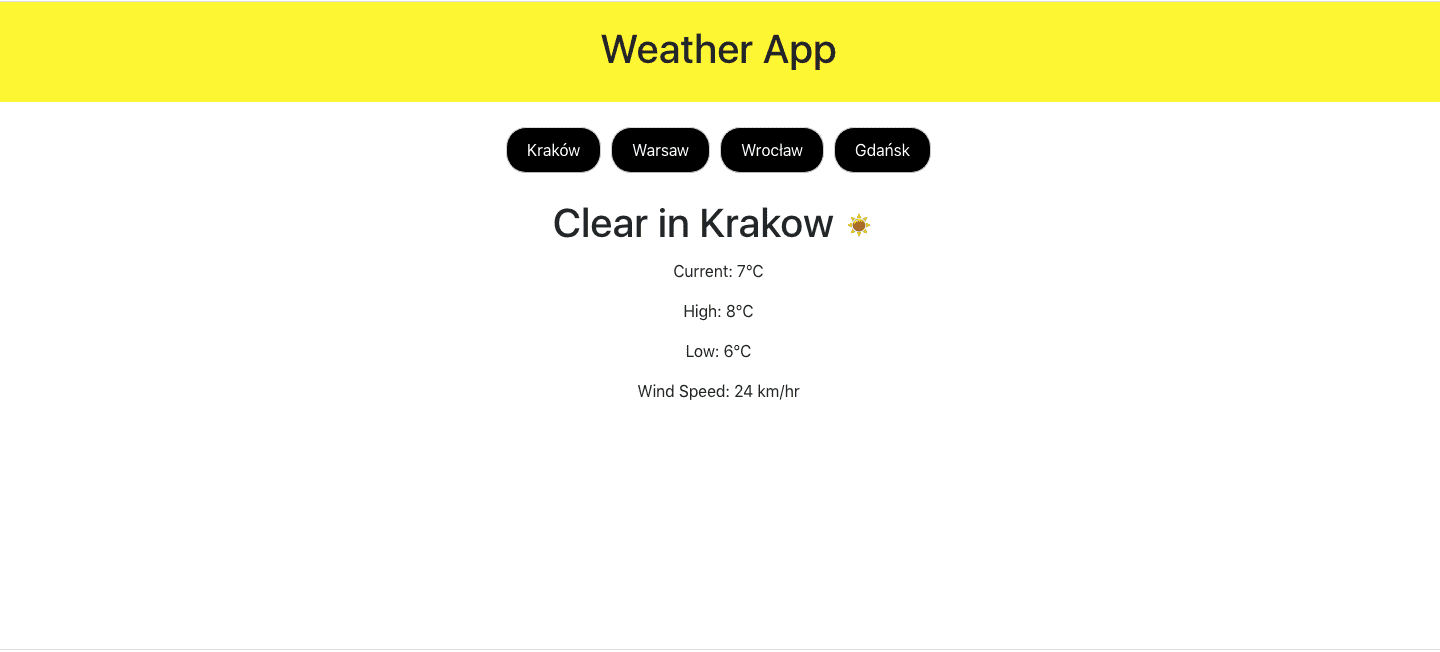 Weather App
Kraków Warsaw Wrocław Gdańsk
Clear in Krakow
Current: 7°C
High: 8°C
Low: 6°C
Wind Speed: 24 km/hr